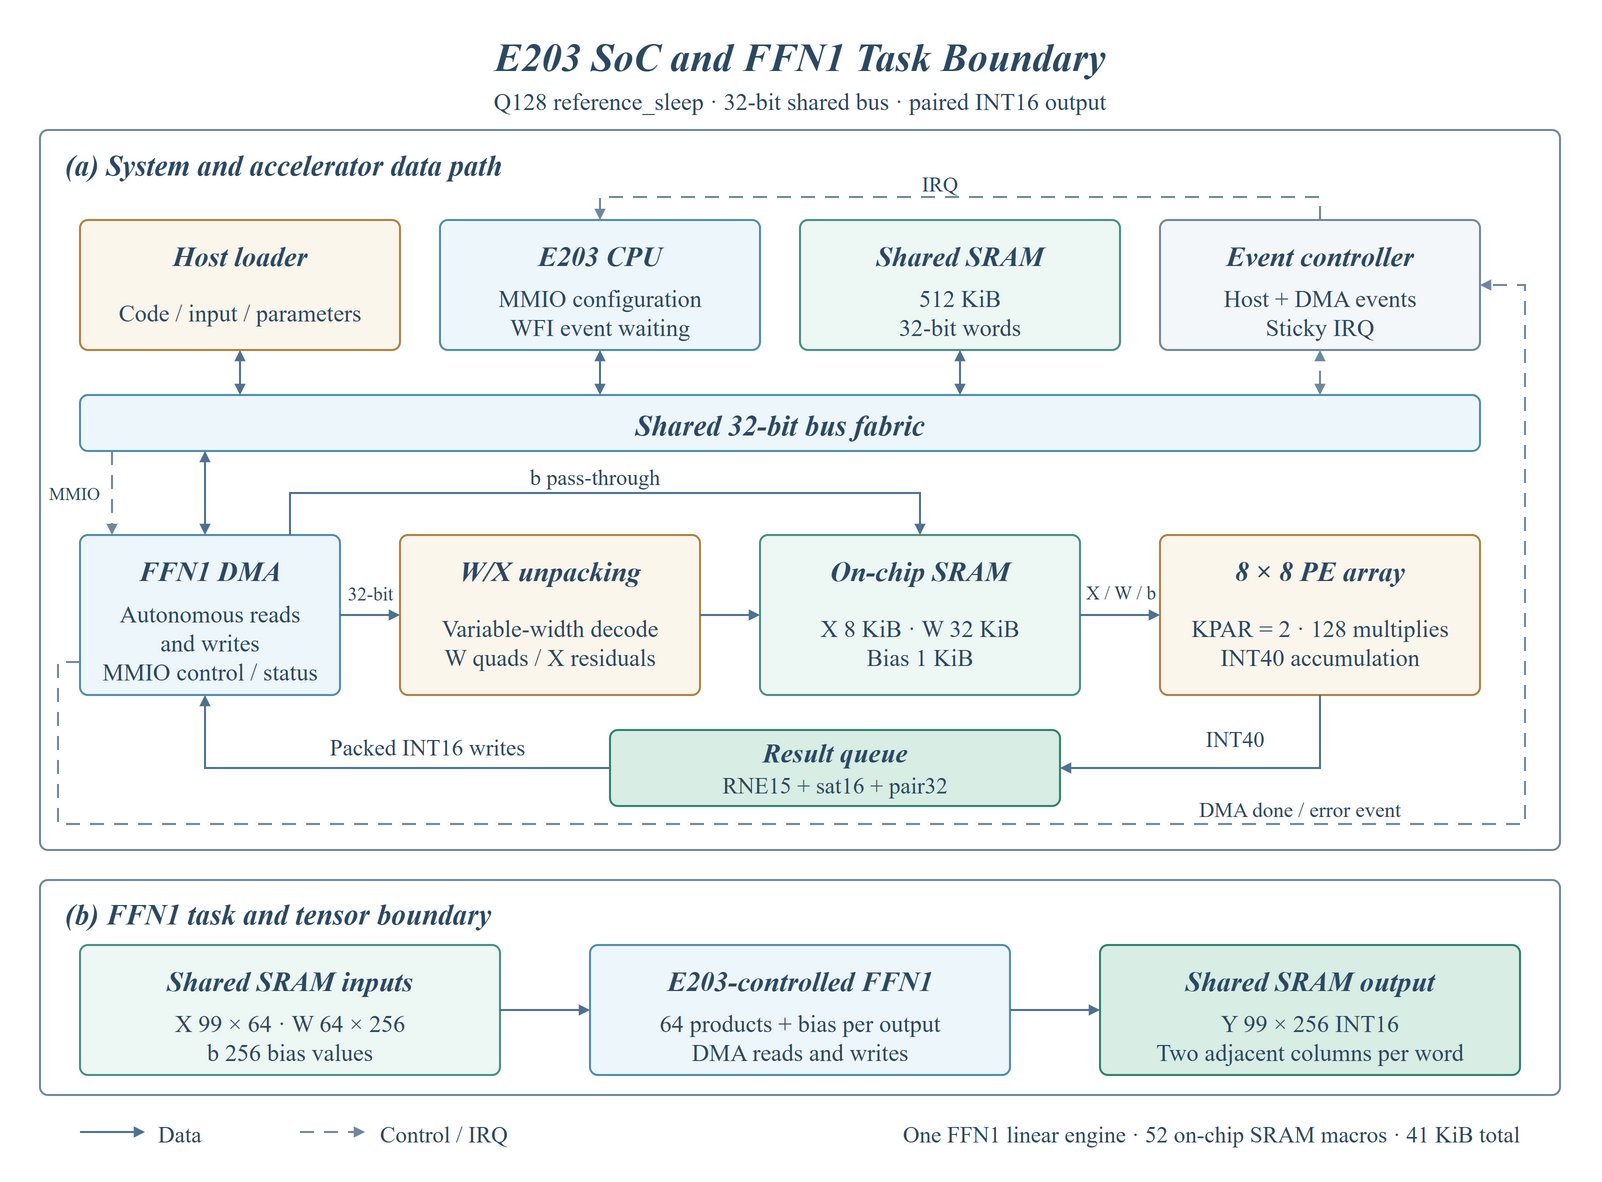 E203 SoC and FFN1 Task Boundary
Q128 reference_sleep · 32-bit shared bus · paired INT16 output
(a) System and accelerator data path
IRQ
Host loader
Code / input / parameters
E203 CPU
MMIO configuration
WFI event waiting
Shared SRAM
512 KiB
32-bit words
Event controller
Host + DMA events
Sticky IRQ
Shared 32-bit bus fabric
MMIO
b pass-through
FFN1 DMA
Autonomous reads
and writes
MMIO control / status
32-bit
W/X unpacking
Variable-width decode
W quads / X residuals
On-chip SRAM
X 8 KiB · W 32 KiB
Bias 1 KiB
X / W / b
8 × 8 PE array
KPAR = 2 · 128 multiplies
INT40 accumulation
Packed INT16 writes
Result queue
RNE15 + sat16 + pair32
INT40
DMA done / error event
(b) FFN1 task and tensor boundary
Shared SRAM inputs
X 99 × 64 · W 64 × 256
b 256 bias values
E203-controlled FFN1
64 products + bias per output
DMA reads and writes
Shared SRAM output
Y 99 × 256 INT16
Two adjacent columns per word
Data
Control / IRQ
One FFN1 linear engine · 52 on-chip SRAM macros · 41 KiB total